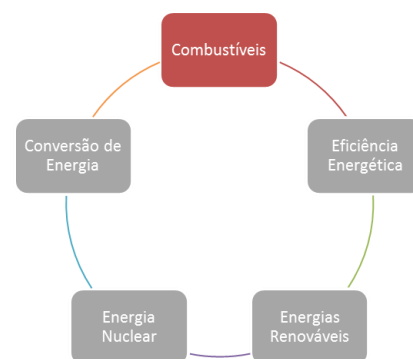 Combustíveis
Eficiência
Energética
Energias
Renováveis
Energia
Nuclear
Conversão de
Energia